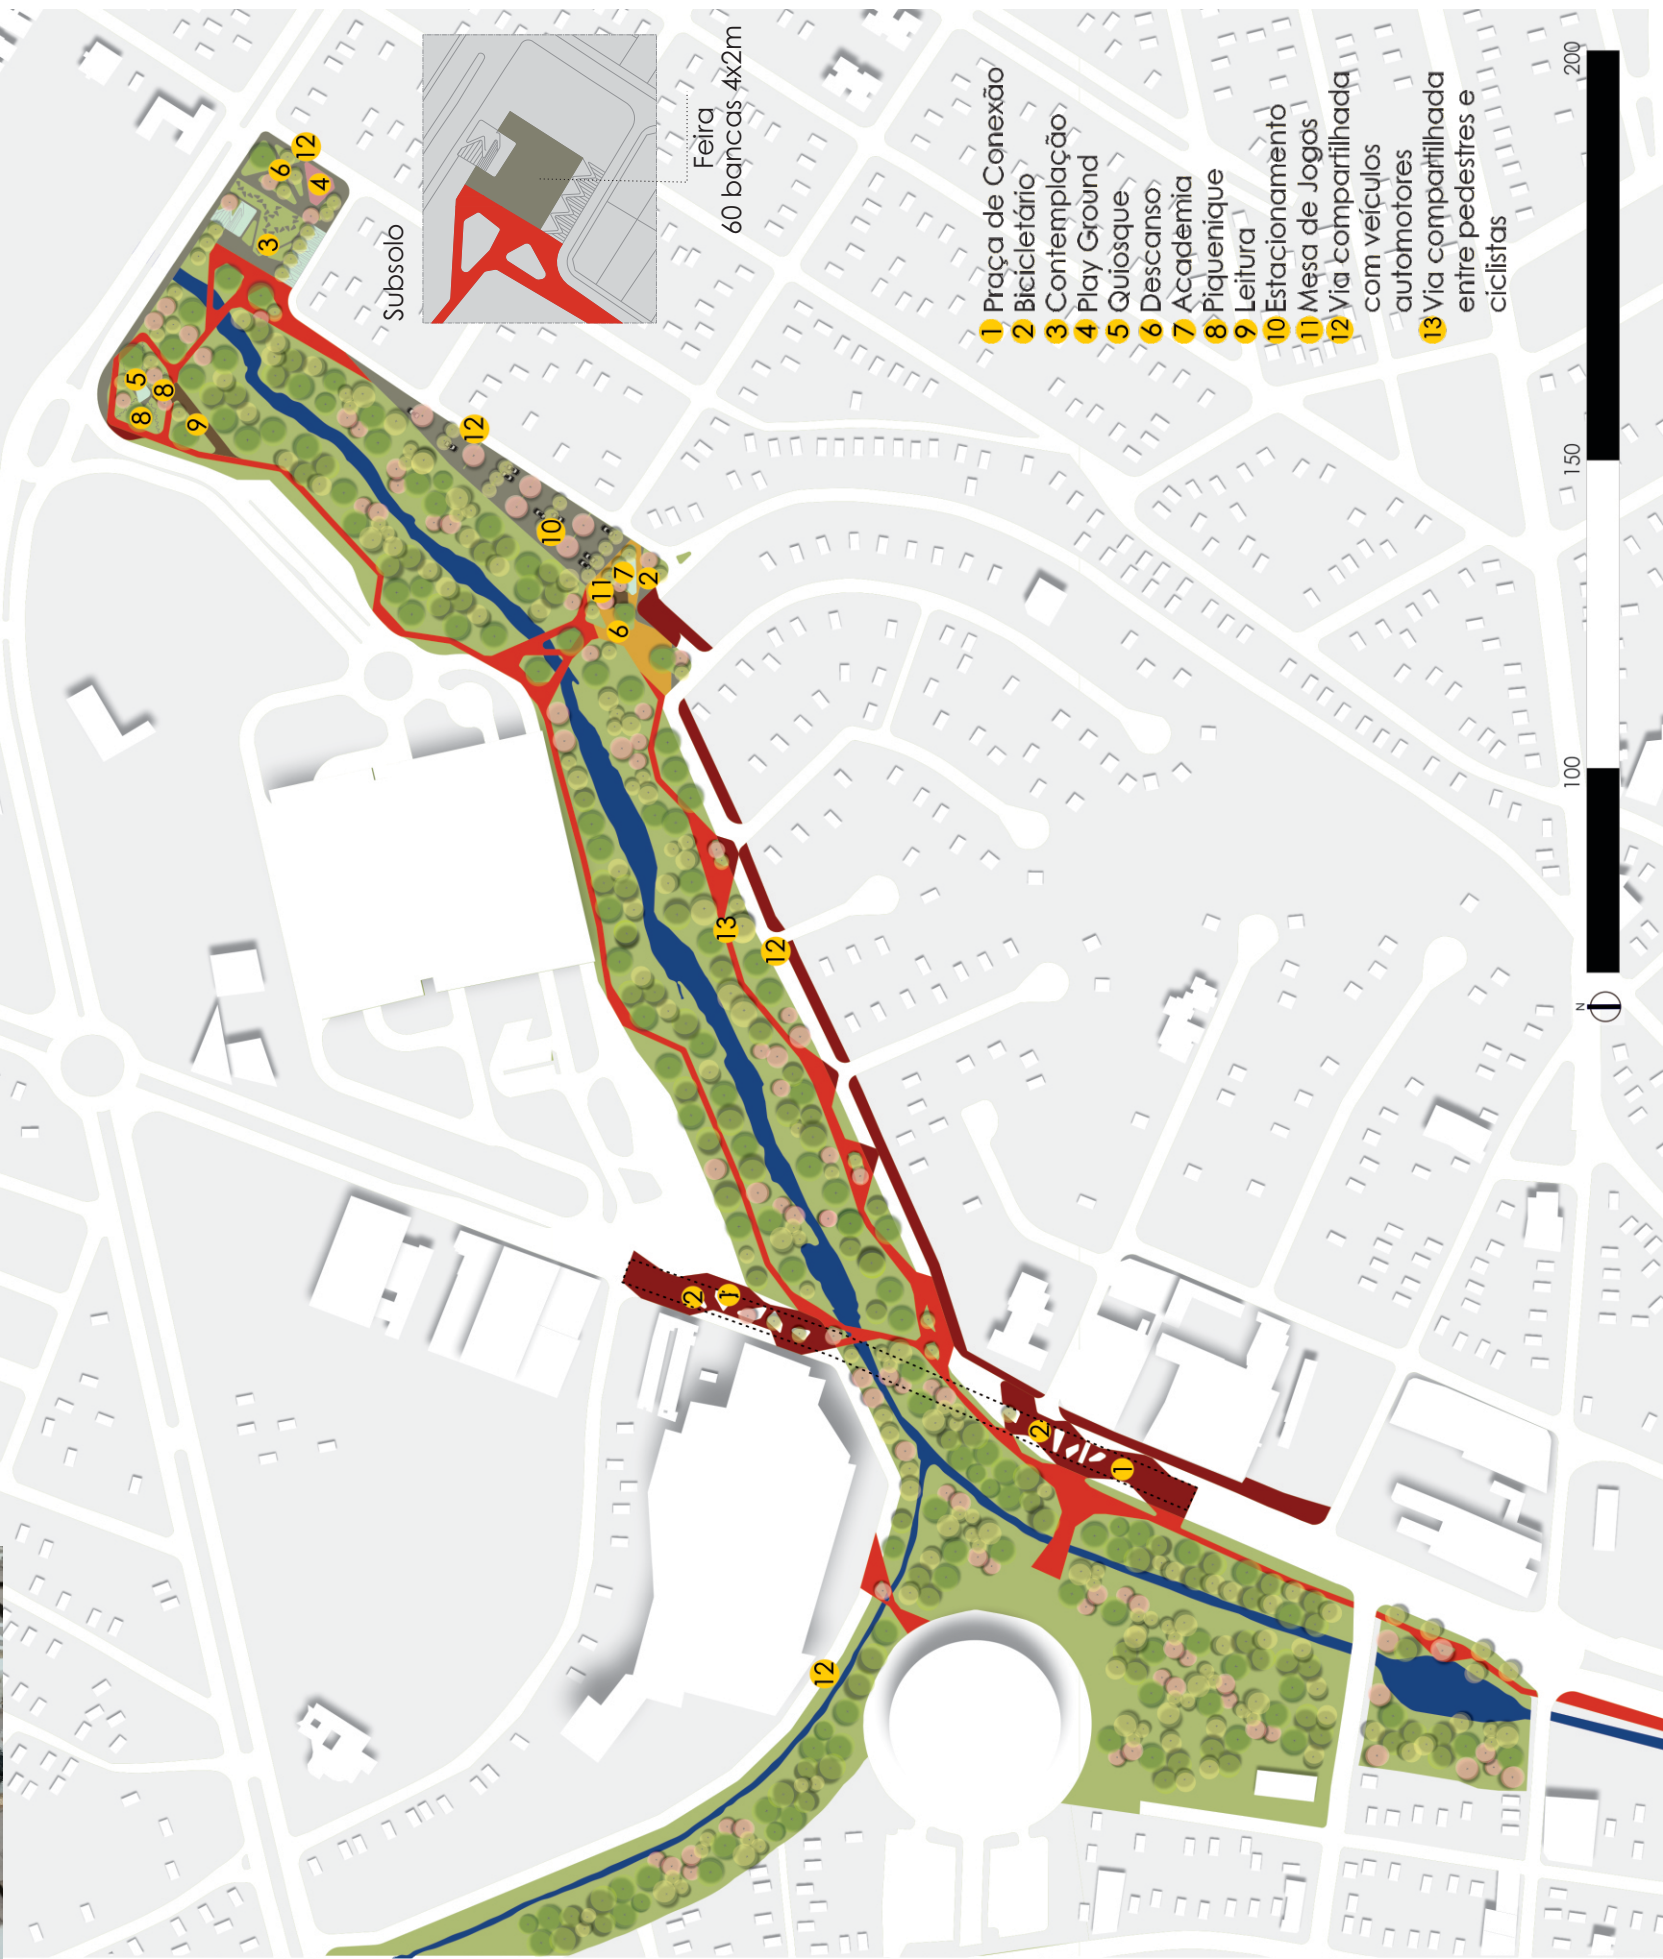 Subsolo
Feira
60 bancas 4x2m
1 Praça de Conexão
2 Bicicletário
3 Contemplação
4 Play Ground
5 Quiosque
6 Descanso
7 Academia
8 Piquenique
9 Leitura
10 Estacionamento
11 Mesa de Jogos
12 Via compartilhada
com veículos
automotores
13 Via compartilhada
entre pedestres e
ciclistas
N
100
150
200
12
1
2
12
1
2
12
13
6
11
7
2
10
12
9
8
8
5
3
4
6
12